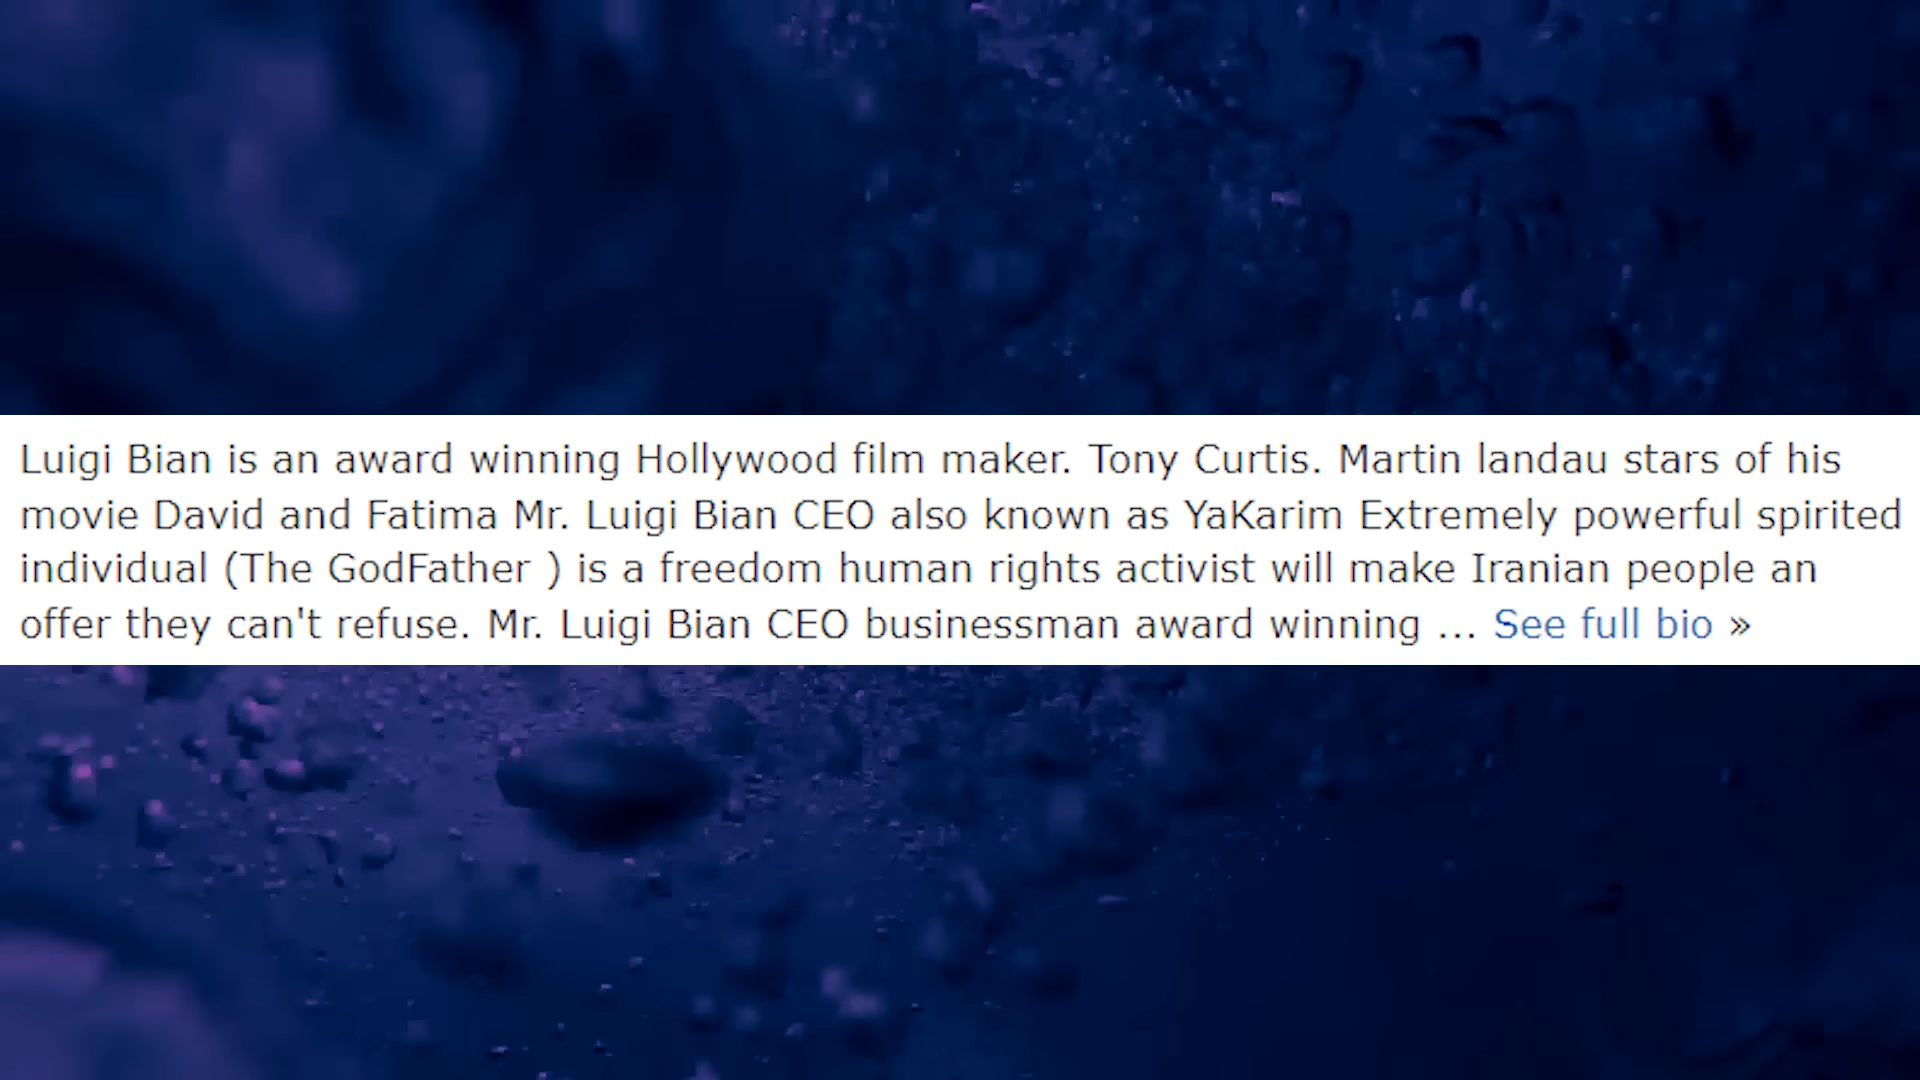 Luigi Bian is an award winning Hollywood film maker. Tony Curtis. Martin landau stars of his
movie David and Fatima Mr. Luigi Bian CEO also known as YaKarim Extremely powerful spirited
individual (The GodFather ) is a freedom human rights activist will make Iranian people an
offer they can't refuse. Mr. Luigi Bian CEO businessman award winning ... See full bio »